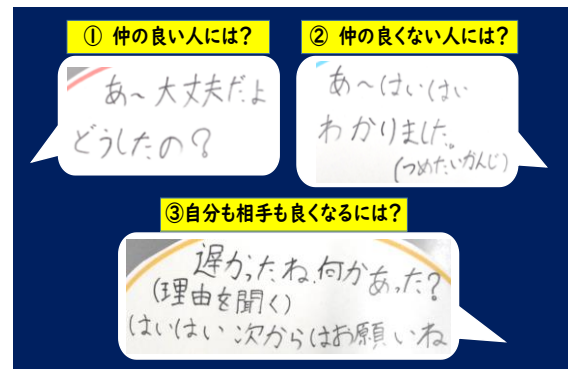 ① 仲の良い人には？
あ～大丈夫だよ
どうしたの？
② 仲の良くない人には？
あ～はいはい
わかりました。
(つめたいかんじ)
③自分も相手も良くなるには？
遅かったね、何かあった？
(理由を聞く)
はいはい 次からはお願いね